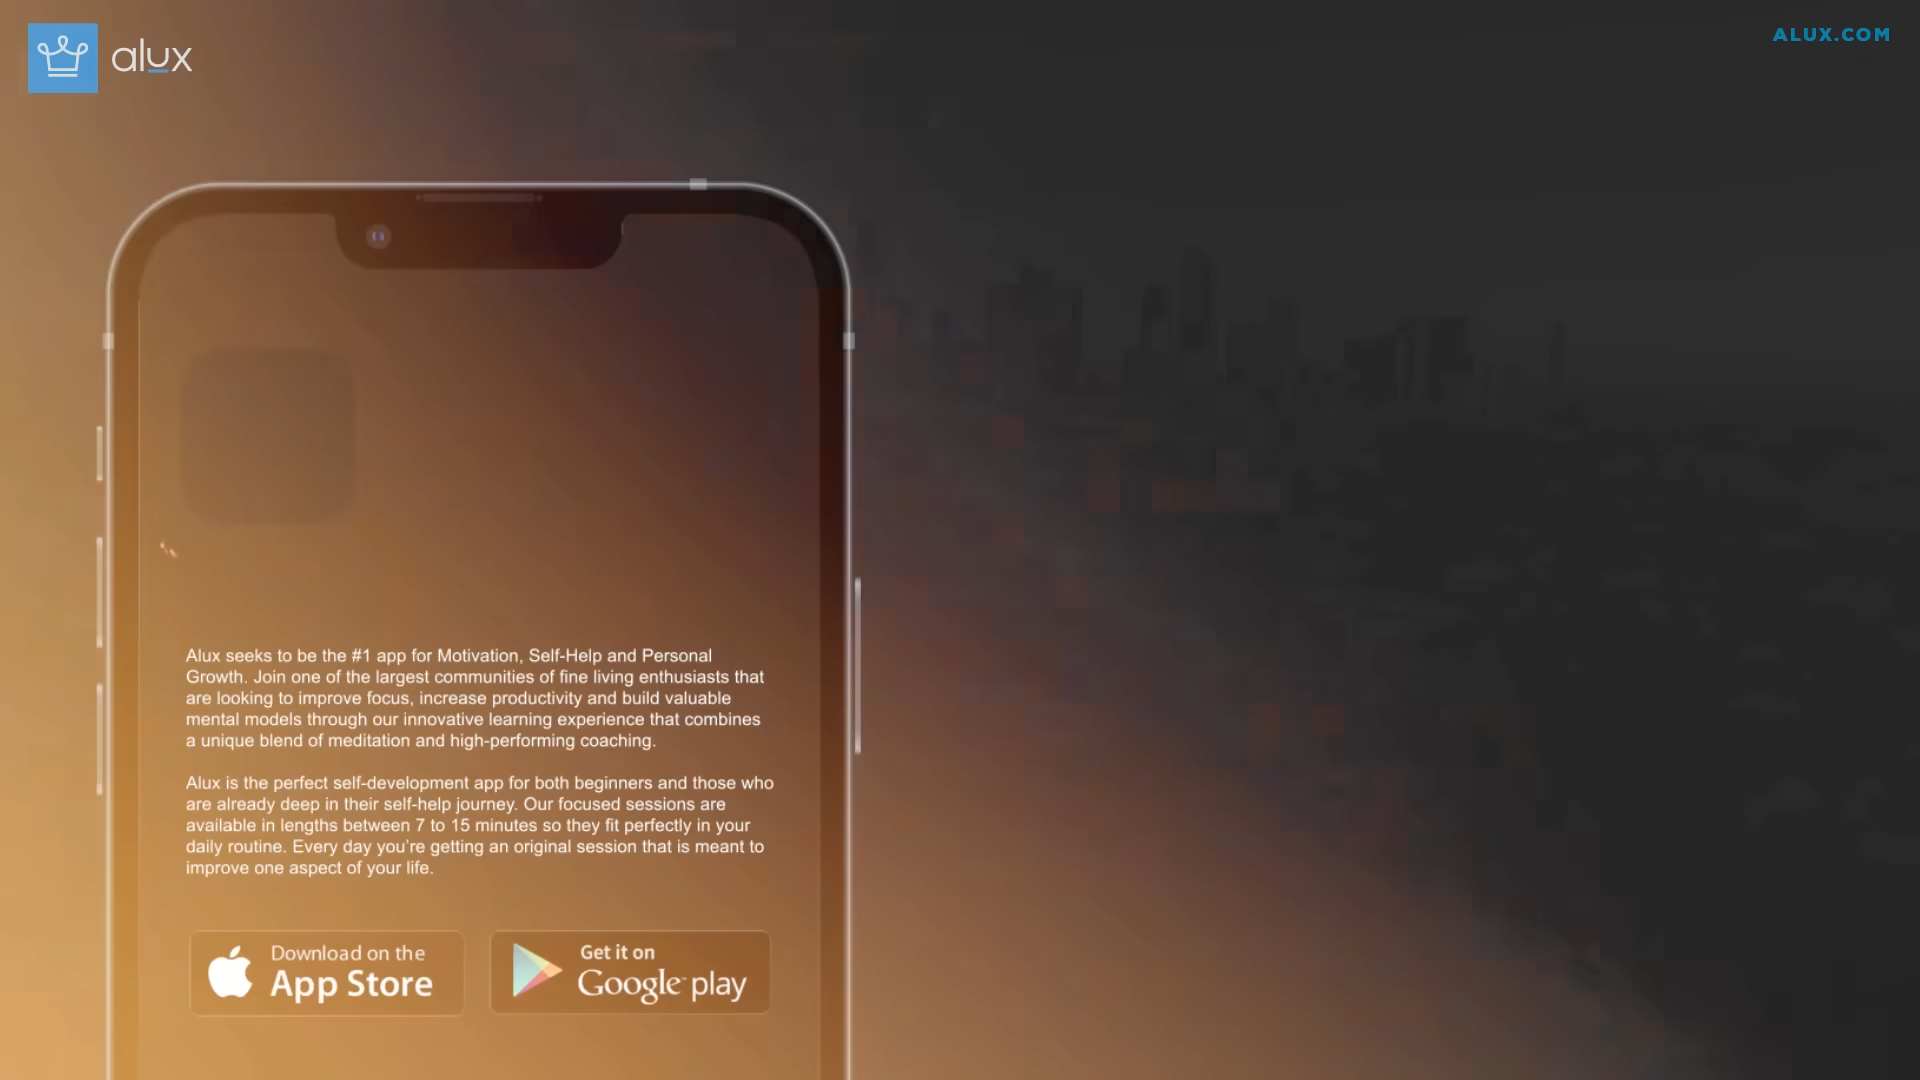 alux
ALUX.COM
Alux seeks to be the #1 app for Motivation, Self-Help and Personal
Growth. Join one of the largest communities of fine living enthusiasts that
are looking to improve focus, increase productivity and build valuable
mental models through our innovative learning experience that combines
a unique blend of meditation and high-performing coaching.
Alux is the perfect self-development app for both beginners and those who
are already deep in their self-help journey. Our focused sessions are
available in lengths between 7 to 15 minutes so they fit perfectly in your
daily routine. Every day you're getting an original session that is meant to
improve one aspect of your life.
Download on the
App Store
Get it on
Google play